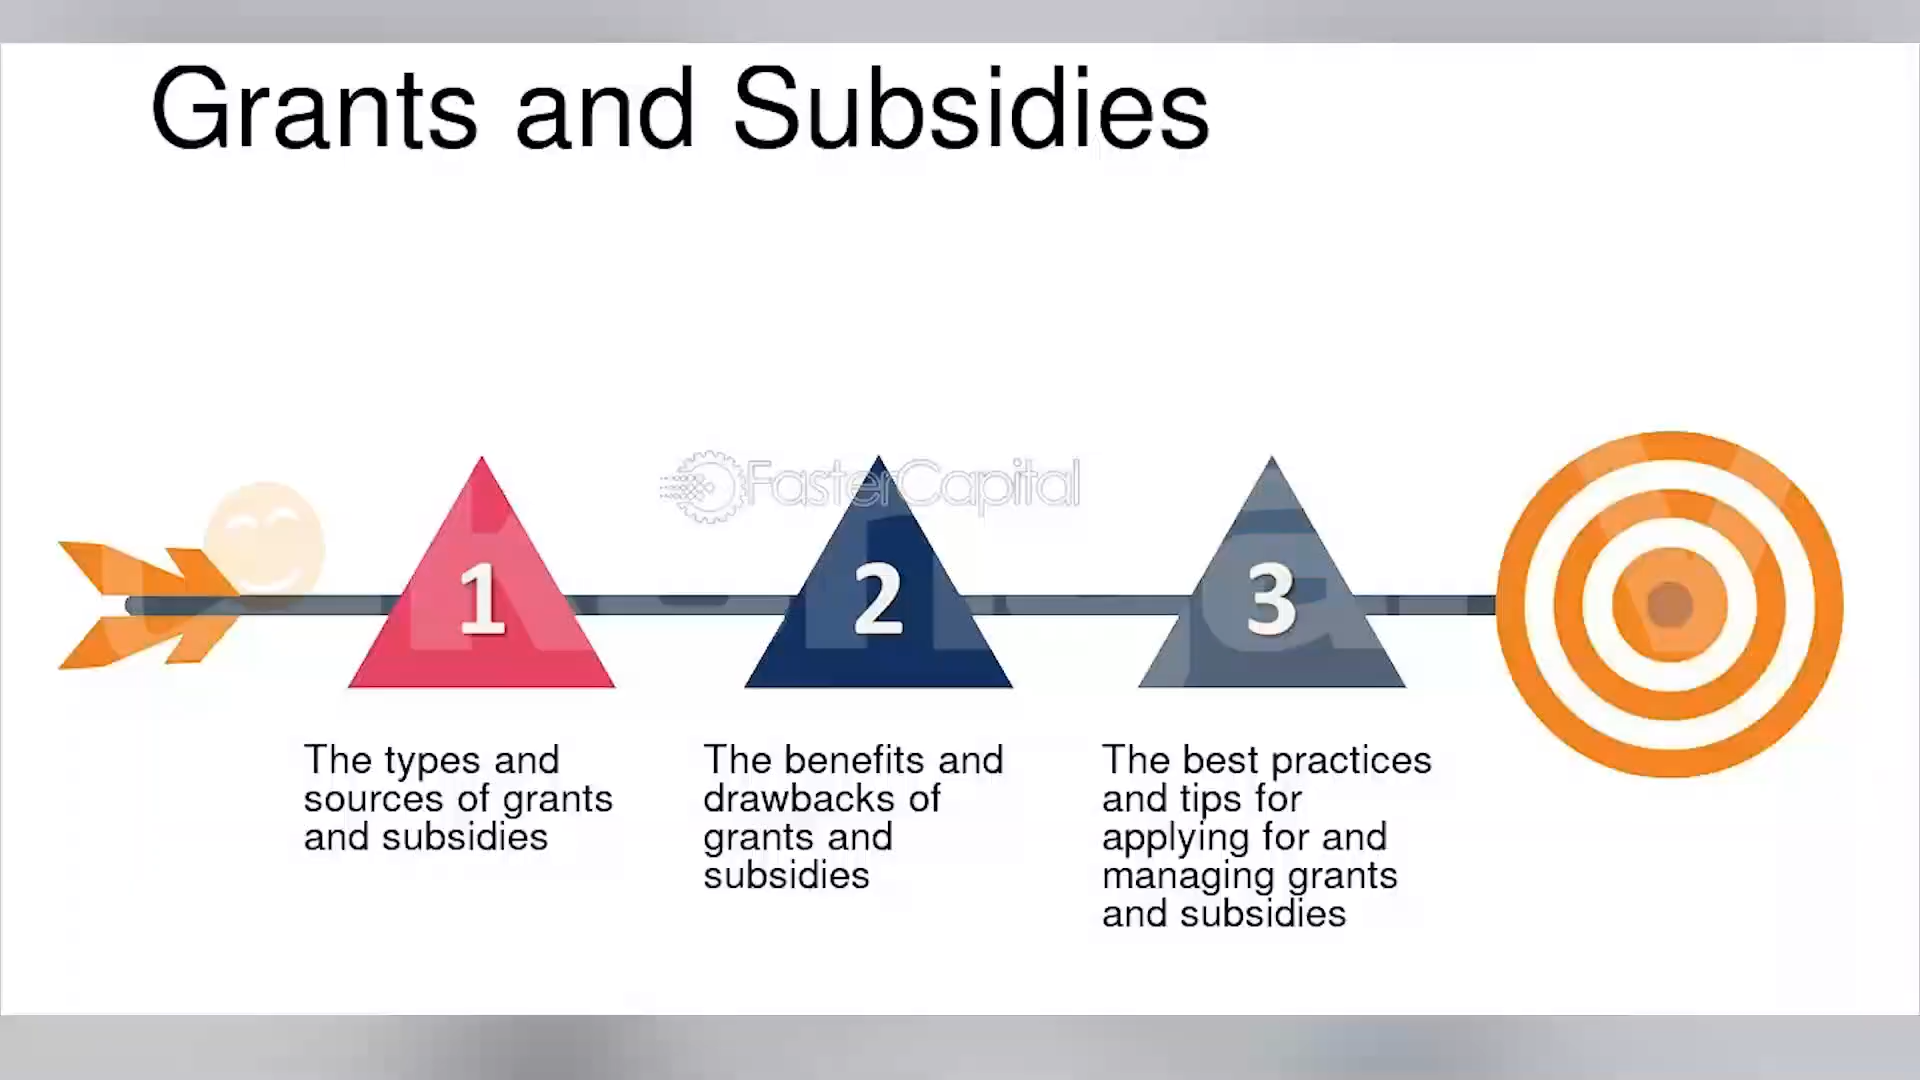 Grants and Subsidies
FasterCapital
1
2
3
The types and
sources of grants
and subsidies
The benefits and
drawbacks of
grants and
subsidies
The best practices
and tips for
applying for and
managing grants
and subsidies